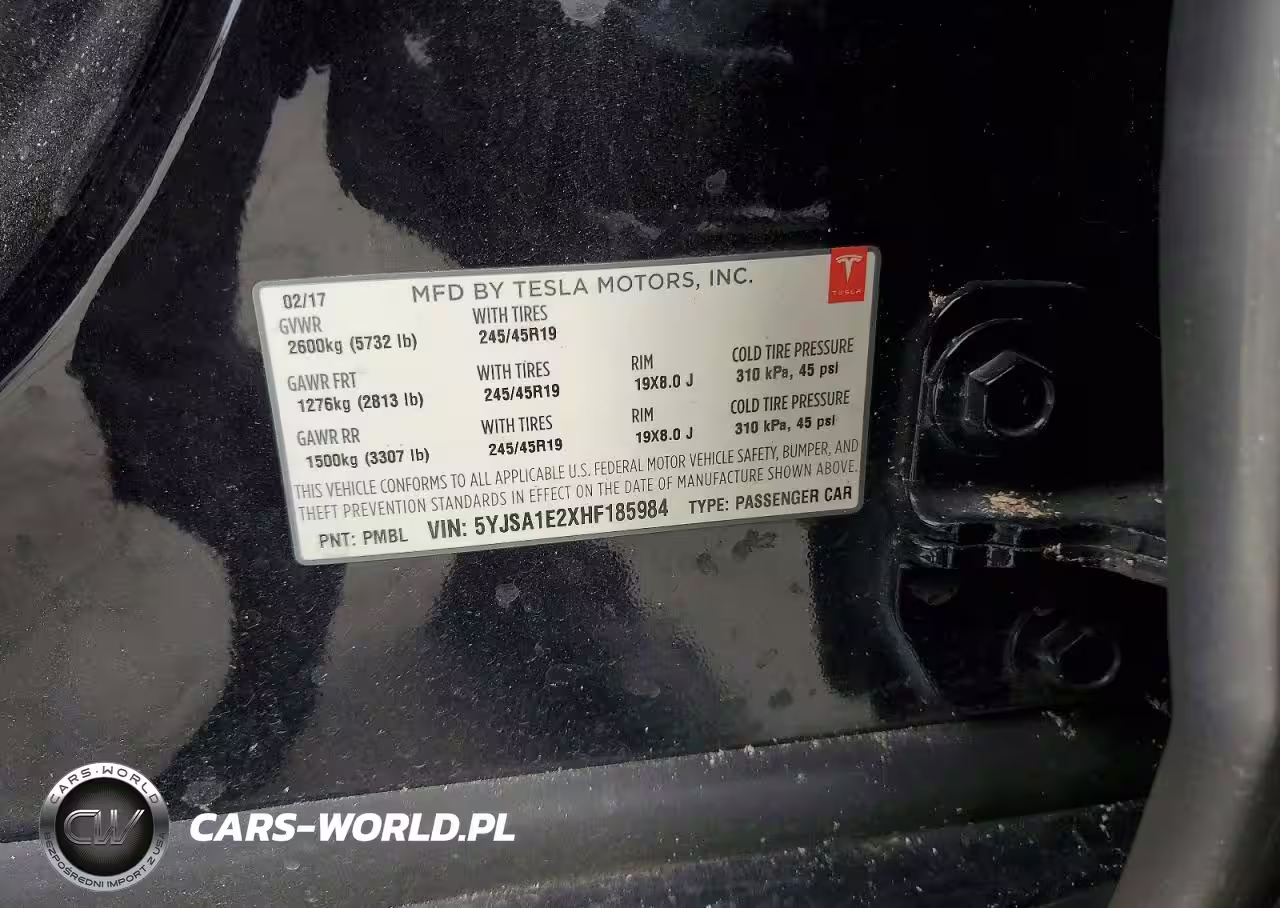 02/17 MFD BY TESLA MOTORS, INC. TESLA
GVWR WITH TIRES
2600kg (5732 lb) 245/45R19
GAWR FRT WITH TIRES RIM COLD TIRE PRESSURE
1276kg (2813 lb) 245/45R19 19X8.0 J 310 kPa, 45 psi
GAWR RR WITH TIRES RIM COLD TIRE PRESSURE
1500kg (3307 lb) 245/45R19 19X8.0 J 310 kPa, 45 psi
THIS VEHICLE CONFORMS TO ALL APPLICABLE U.S. FEDERAL MOTOR VEHICLE SAFETY, BUMPER, AND
THEFT PREVENTION STANDARDS IN EFFECT ON THE DATE OF MANUFACTURE SHOWN ABOVE.
PNT: PMBL VIN: 5YJSA1E2XHF185984 TYPE: PASSENGER CAR
CARS-WORLD
CW
BEZPOŚREDNI IMPORT Z USA
CARS-WORLD.PL